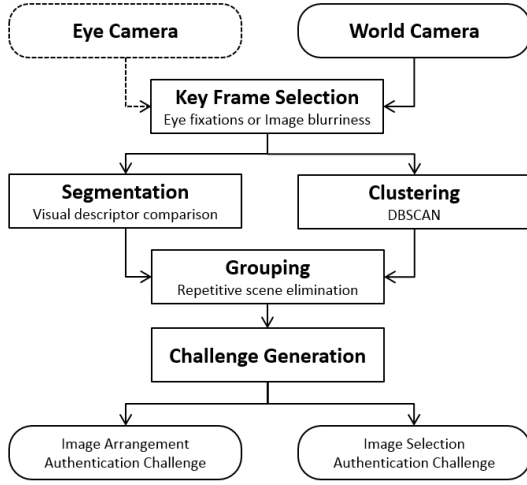 Eye Camera
World Camera
Key Frame Selection
Eye fixations or Image blurriness
Segmentation
Visual descriptor comparison
Clustering
DBSCAN
Grouping
Repetitive scene elimination
Challenge Generation
Image Arrangement
Authentication Challenge
Image Selection
Authentication Challenge